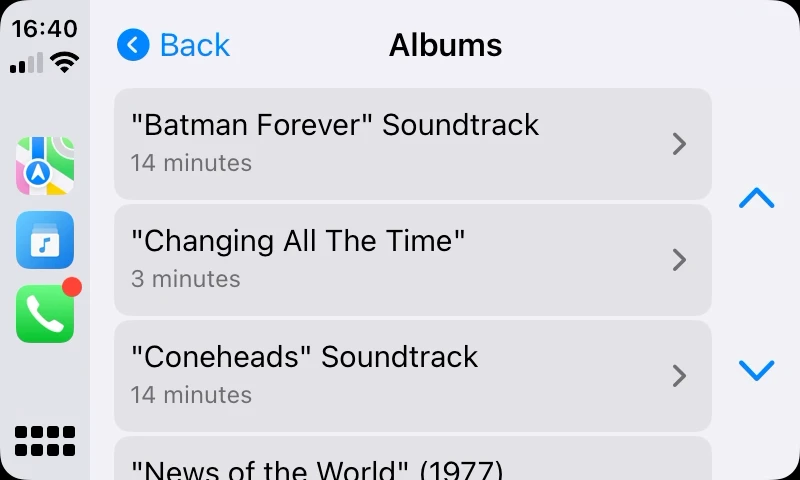 16:40
Back
Albums
"Batman Forever" Soundtrack
14 minutes
"Changing All The Time"
3 minutes
"Coneheads" Soundtrack
14 minutes
"News of the World" (1977)